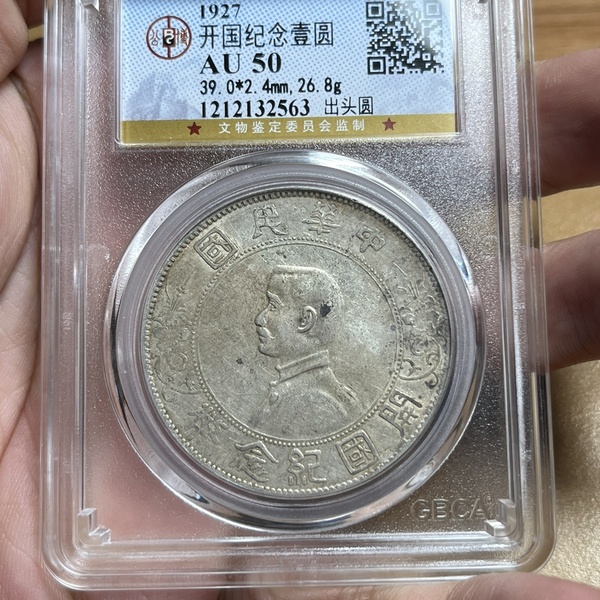 1927
公博
开国纪念壹圆
AU 50
39.0*2.4mm,26.8g
1212132563 出头圆
文物鉴定委员会监制
中華民國
開國紀念幣
GBCA